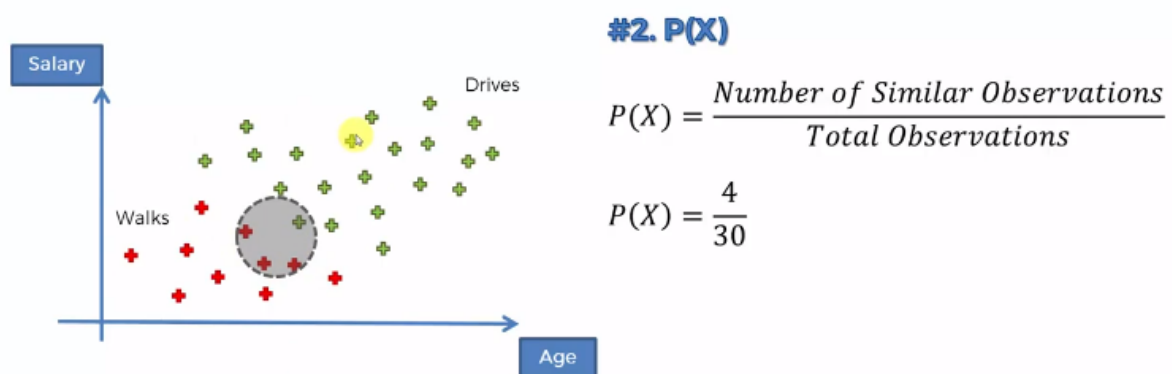 #2. P(X)
Salary
Drives
P(X) = Number of Similar Observations / Total Observations
Walks
P(X) = 4/30
Age